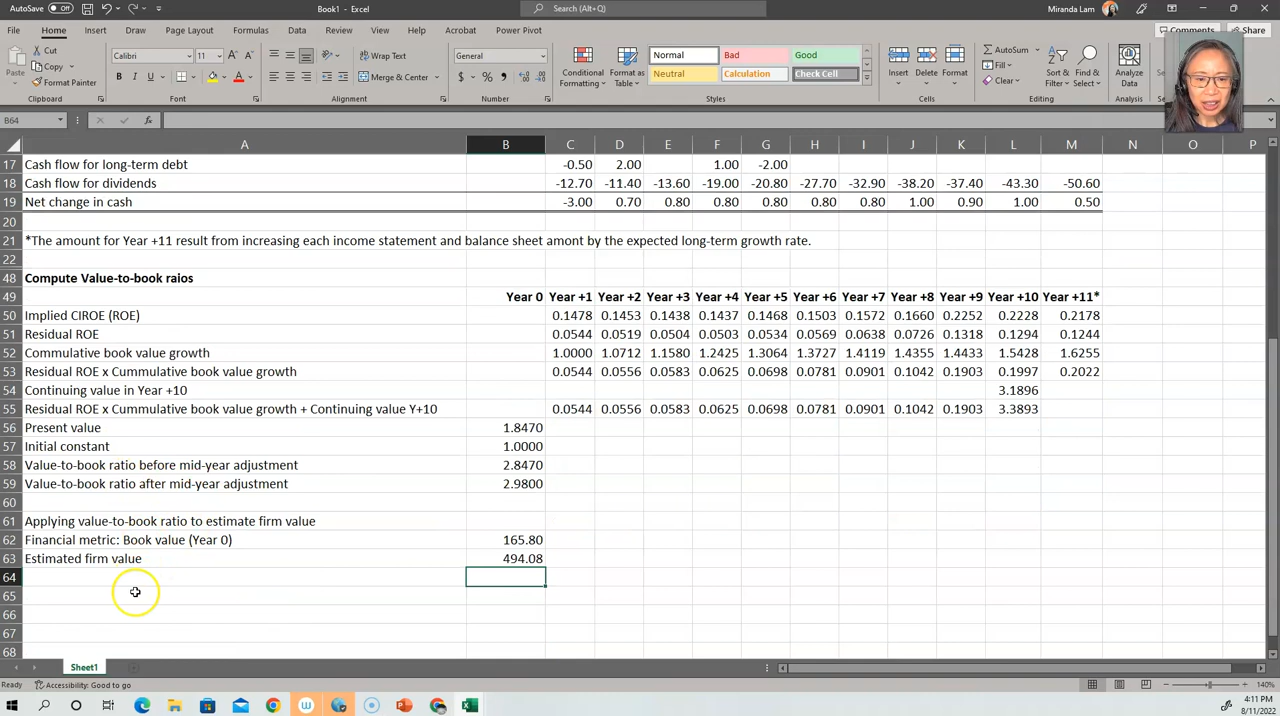 AutoSave Off Book1 - Excel Search (Alt+Q) Miranda Lam
File Home Insert Draw Page Layout Formulas Data Review View Help Acrobat Power Pivot Comments Share
Cut Calibri 11 Wrap Text General Normal Bad Good AutoSum
Copy Fill
Paste Format Painter B I U Merge & Center $ % Conditional Formatting Format as Table Neutral Calculation Check Cell Insert Delete Format Clear Sort & Filter Find & Select Analyze Data
Clipboard Font Alignment Number Styles Cells Editing Analysis
B64 fx
A B C D E F G H I J K L M N O P
17 Cash flow for long-term debt -0.50 2.00 1.00 -2.00
18 Cash flow for dividends -12.70 -11.40 -13.60 -19.00 -20.80 -27.70 -32.90 -38.20 -37.40 -43.30 -50.60
19 Net change in cash -3.00 0.70 0.80 0.80 0.80 0.80 0.80 1.00 0.90 1.00 0.50
20
21 *The amount for Year +11 result from increasing each income statement and balance sheet amont by the expected long-term growth rate.
22
48 Compute Value-to-book raios
49 Year 0 Year +1 Year +2 Year +3 Year +4 Year +5 Year +6 Year +7 Year +8 Year +9 Year +10 Year +11*
50 Implied CIROE (ROE) 0.1478 0.1453 0.1438 0.1437 0.1468 0.1503 0.1572 0.1660 0.2252 0.2228 0.2178
51 Residual ROE 0.0544 0.0519 0.0504 0.0503 0.0534 0.0569 0.0638 0.0726 0.1318 0.1294 0.1244
52 Commulative book value growth 1.0000 1.0712 1.1580 1.2425 1.3064 1.3727 1.4119 1.4355 1.4433 1.5428 1.6255
53 Residual ROE x Cummulative book value growth 0.0544 0.0556 0.0583 0.0625 0.0698 0.0781 0.0901 0.1042 0.1903 0.1997 0.2022
54 Continuing value in Year +10 3.1896
55 Residual ROE x Cummulative book value growth + Continuing value Y+10 0.0544 0.0556 0.0583 0.0625 0.0698 0.0781 0.0901 0.1042 0.1903 3.3893
56 Present value 1.8470
57 Initial constant 1.0000
58 Value-to-book ratio before mid-year adjustment 2.8470
59 Value-to-book ratio after mid-year adjustment 2.9800
60
61 Applying value-to-book ratio to estimate firm value
62 Financial metric: Book value (Year 0) 165.80
63 Estimated firm value 494.08
64
65
66
67
68
Sheet1
Ready Accessibility: Good to go 140%
4:11 PM
8/11/2022